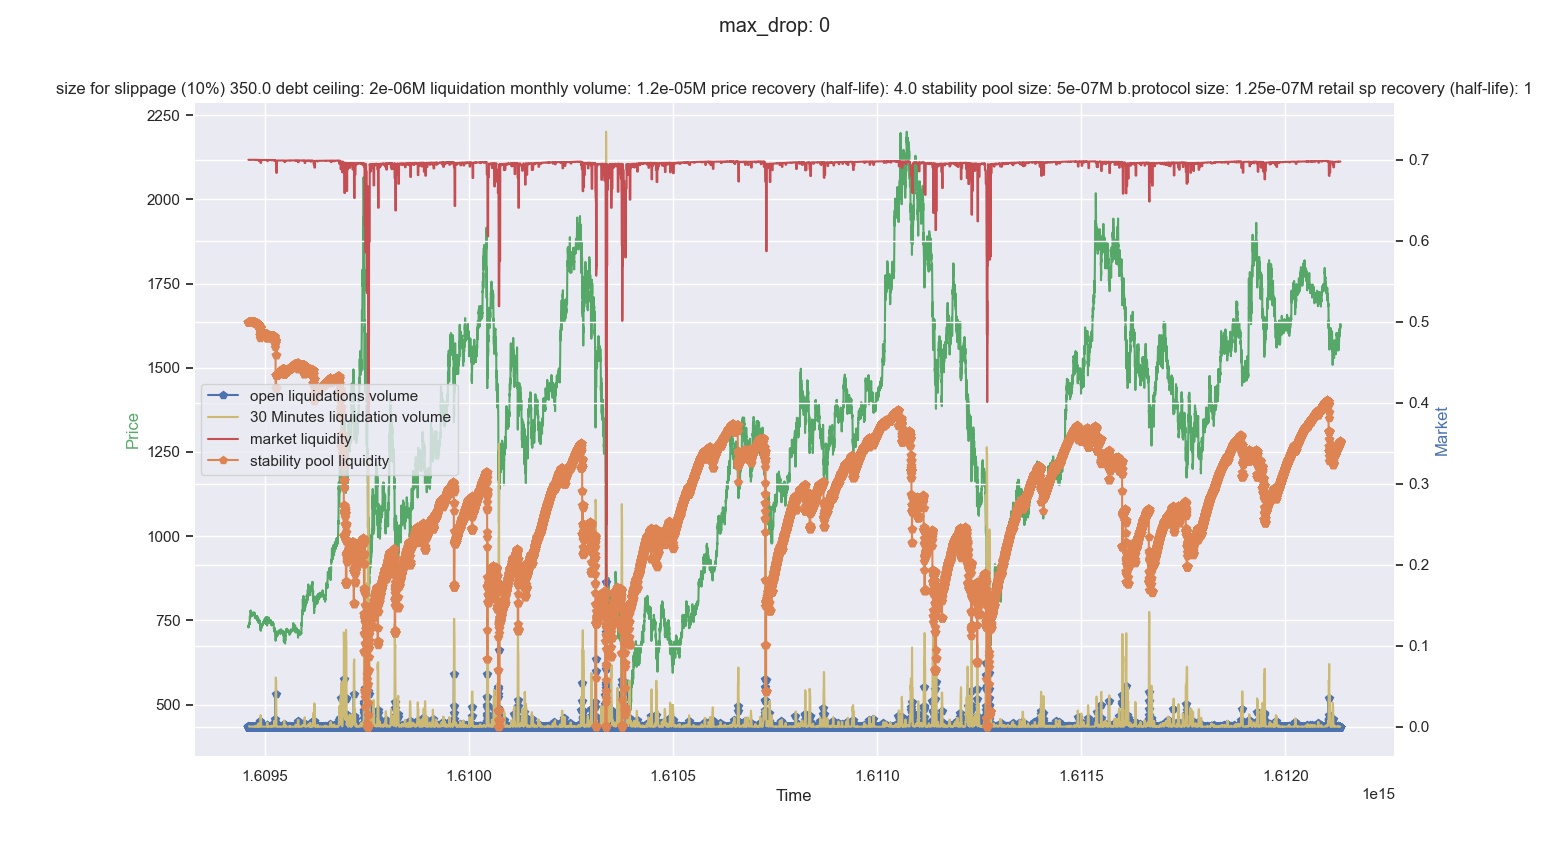 max_drop: 0
size for slippage (10%) 350.0 debt ceiling: 2e-06M liquidation monthly volume: 1.2e-05M price recovery (half-life): 4.0 stability pool size: 5e-07M b.protocol size: 1.25e-07M retail sp recovery (half-life): 1
2250
2000
1750
1500
1250
1000
750
500
Price
open liquidations volume
30 Minutes liquidation volume
market liquidity
stability pool liquidity
0.7
0.6
0.5
0.4
0.3
0.2
0.1
0.0
Market
1.6095 1.6100 1.6105 1.6110 1.6115 1.6120
Time
1e15